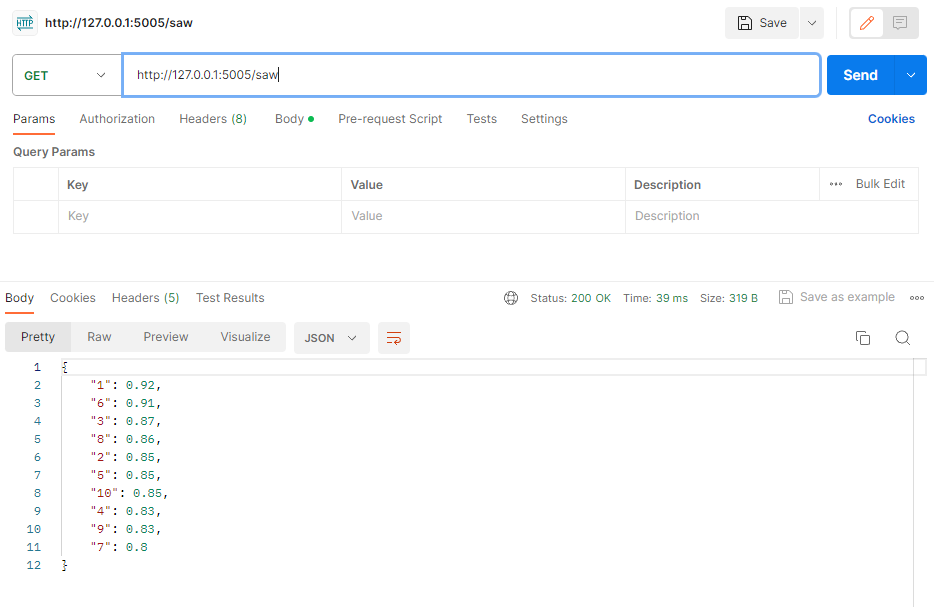 HTTP http://127.0.0.1:5005/saw Save
GET http://127.0.0.1:5005/saw Send
Params Authorization Headers (8) Body Pre-request Script Tests Settings Cookies
Query Params
Key Value Description ••• Bulk Edit
Key Value Description
Body Cookies Headers (5) Test Results Status: 200 OK Time: 39 ms Size: 319 B Save as example
Pretty Raw Preview Visualize JSON
1 {
2 "1": 0.92,
3 "6": 0.91,
4 "3": 0.87,
5 "8": 0.86,
6 "2": 0.85,
7 "5": 0.85,
8 "10": 0.85,
9 "4": 0.83,
10 "9": 0.83,
11 "7": 0.8
12 }